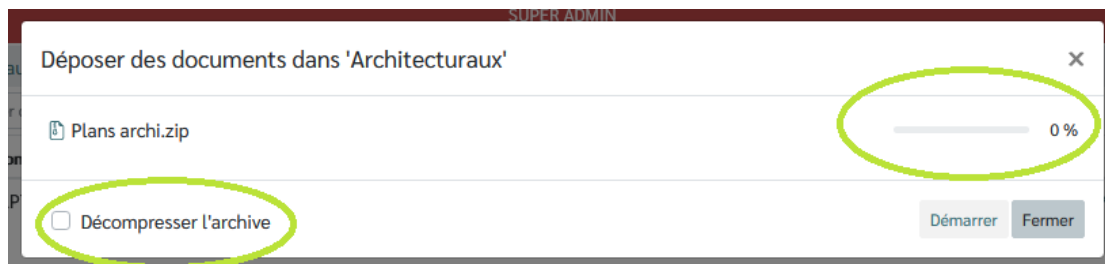 SUPER ADMIN
Déposer des documents dans 'Architecturaux'
Plans archi.zip
0 %
Décompresser l'archive
Démarrer
Fermer